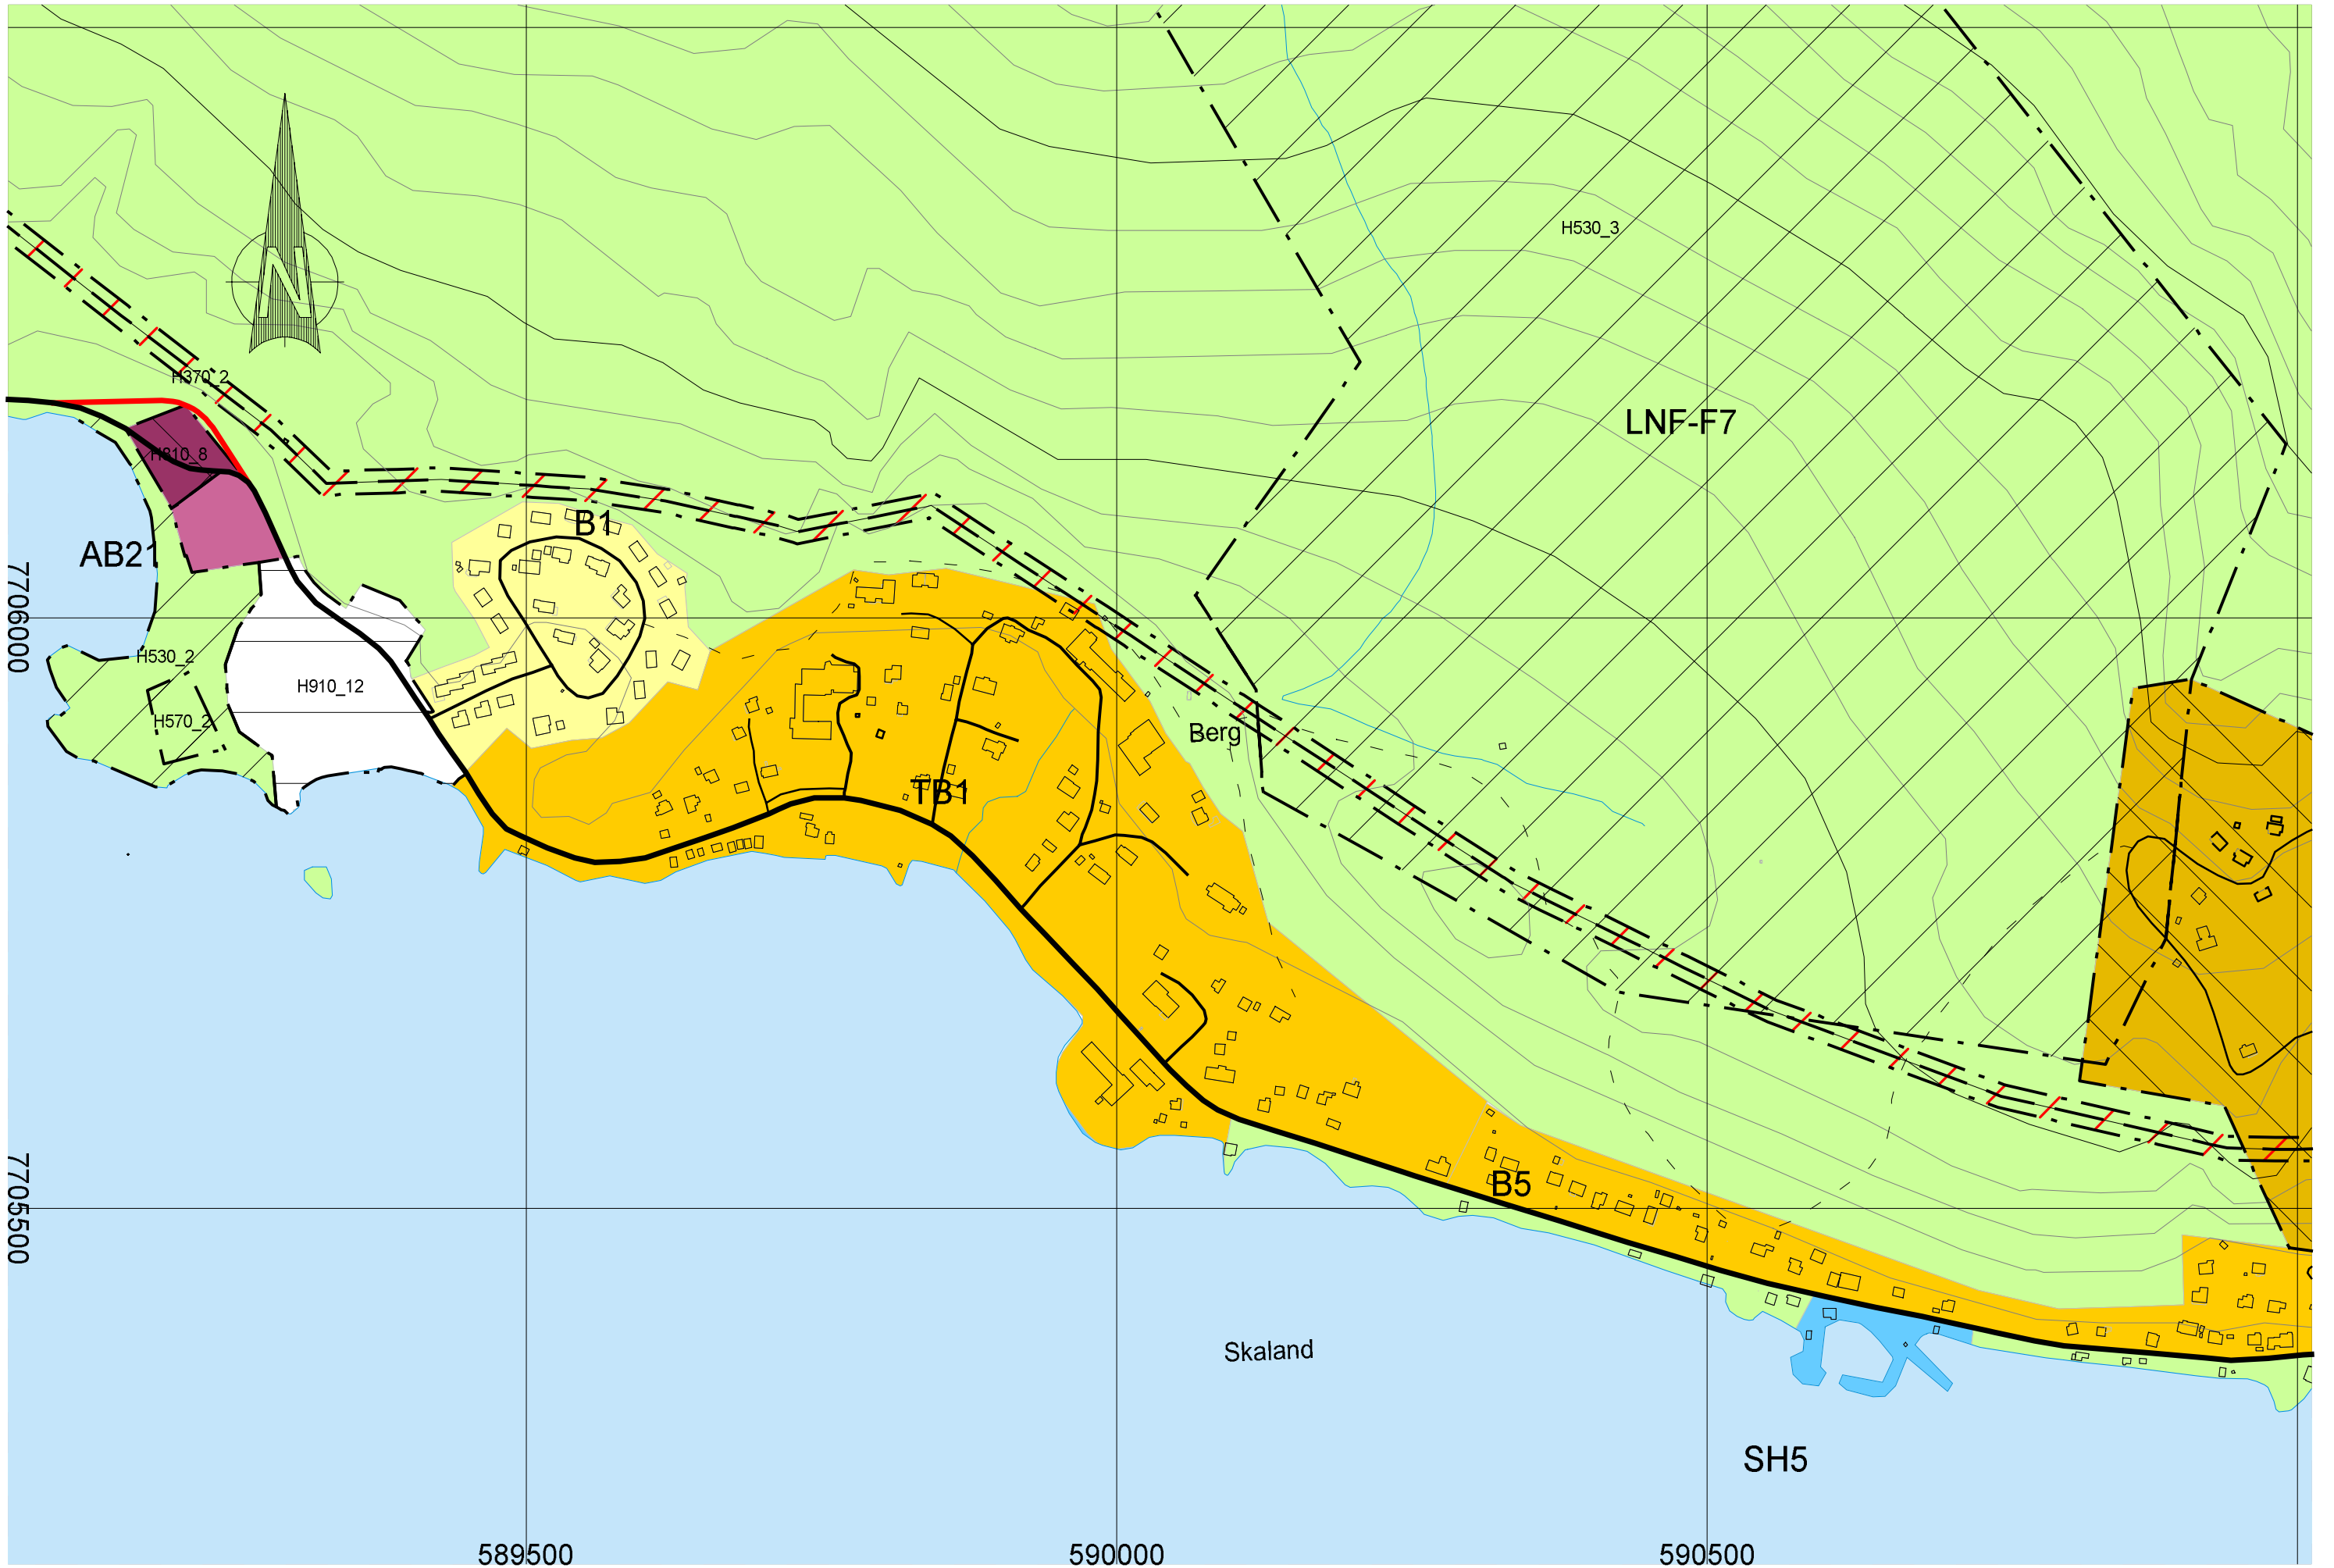 H530_3
N
H370_2
LNF-F7
H810_8
B1
AB21
7706000
H530_2
H910_12
H570_2
Berg
TB1
B5
7705500
Skaland
SH5
589500
590000
590500